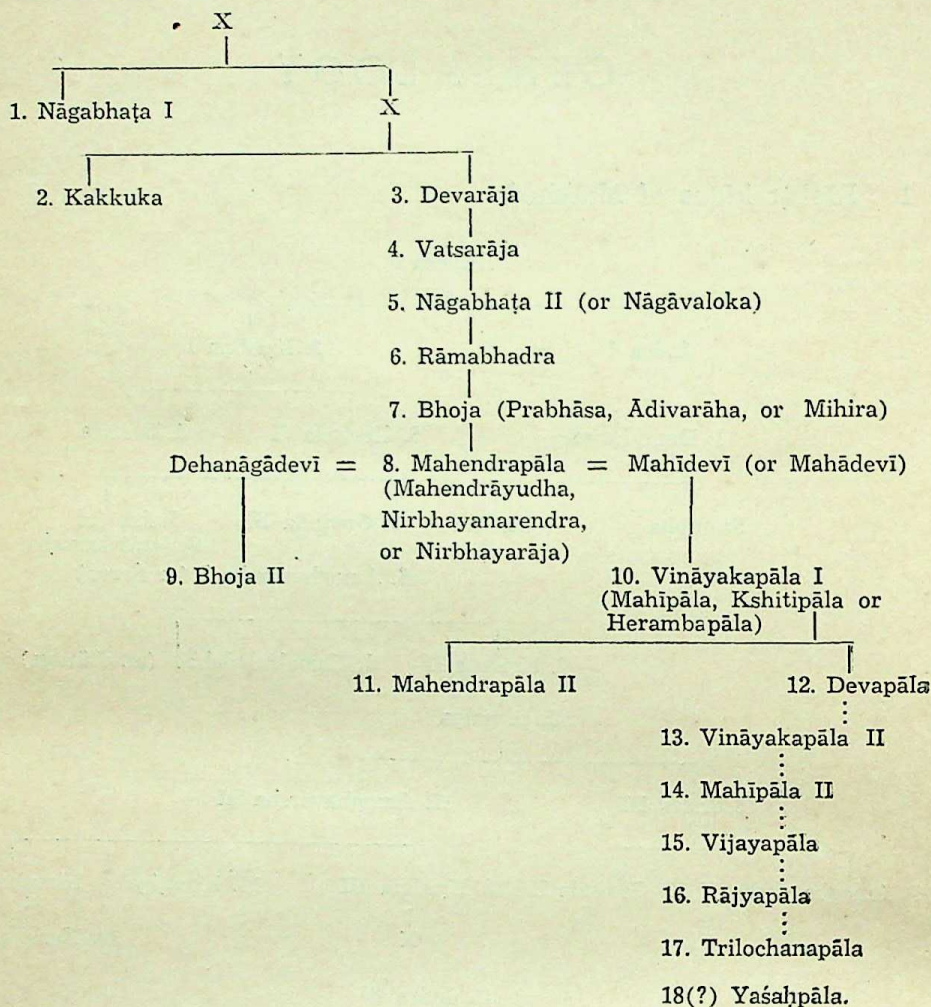 X
1. Nāgabhaṭa I
X
2. Kakkuka
3. Devarāja
4. Vatsarāja
5. Nāgabhaṭa II (or Nāgāvaloka)
6. Rāmabhadra
7. Bhoja (Prabhāsa, Ādivarāha, or Mihira)
Dehanāgādevī = 8. Mahendrapāla = Mahīdevī (or Mahādevī)
(Mahendrāyudha,
Nirbhayanarendra,
or Nirbhayarāja)
9. Bhoja II
10. Vināyakapāla I
(Mahīpāla, Kshitipāla or
Herambapāla)
11. Mahendrapāla II
12. Devapāla
13. Vināyakapāla II
14. Mahīpāla II
15. Vijayapāla
16. Rājyapāla
17. Trilochanapāla
18(?) Yaśaḥpāla.